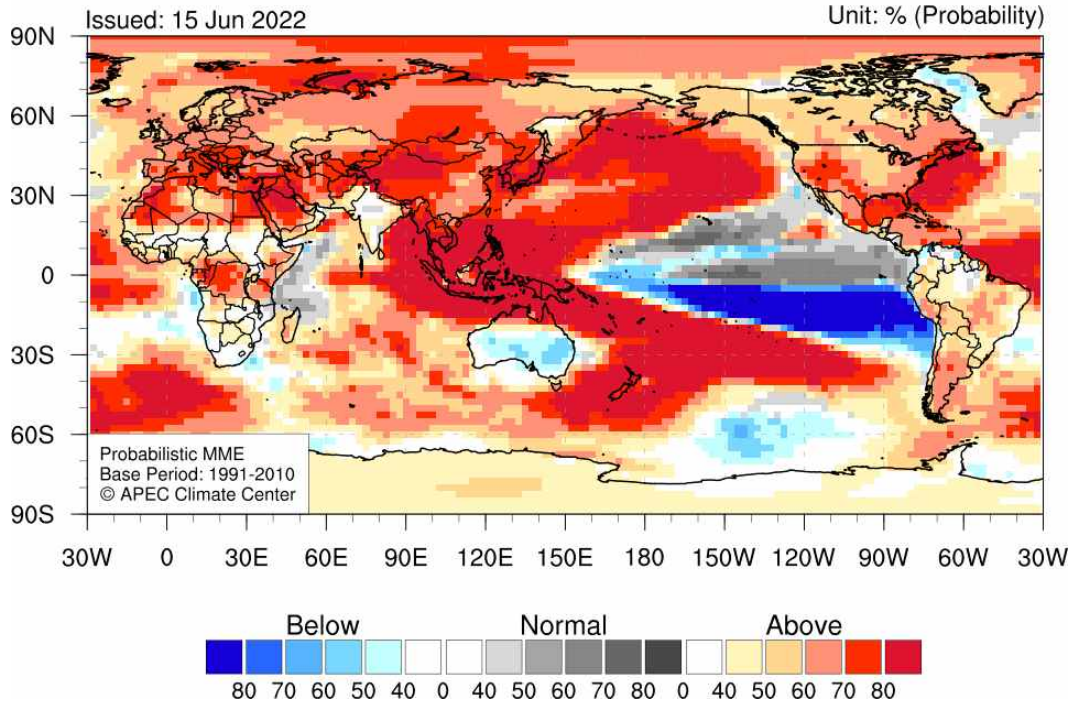 Issued: 15 Jun 2022
Unit: % (Probability)
90N
60N
30N
0
30S
60S
90S
Probabilistic MME
Base Period: 1991-2010
© APEC Climate Center
30W 0 30E 60E 90E 120E 150E 180 150W 120W 90W 60W 30W
Below Normal Above
80 70 60 50 40 0 40 50 60 70 80 0 40 50 60 70 80